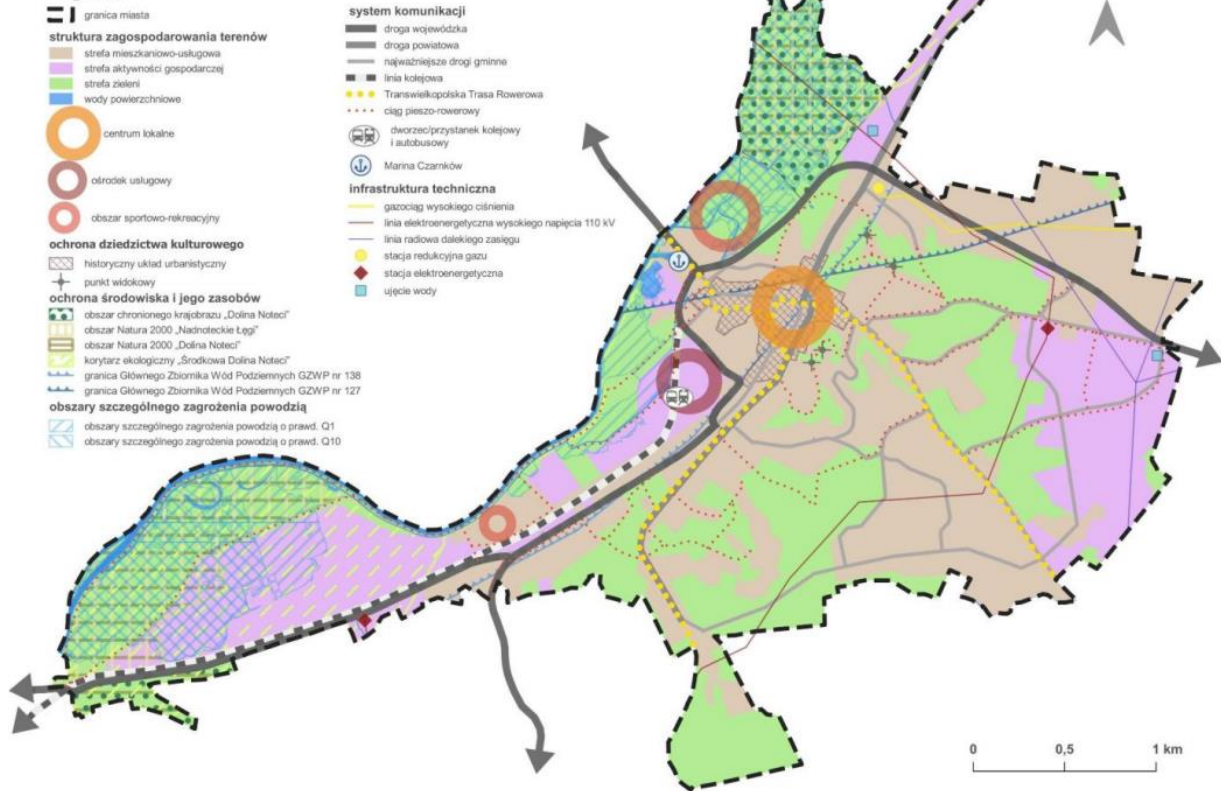 granica miasta
struktura zagospodarowania terenów
strefa mieszkaniowo-usługowa
strefa aktywności gospodarczej
strefa zieleni
wody powierzchniowe
centrum lokalne
ośrodek usługowy
obszar sportowo-rekreacyjny
ochrona dziedzictwa kulturowego
historyczny układ urbanistyczny
punkt widokowy
ochrona środowiska i jego zasobów
obszar chronionego krajobrazu „Dolina Noteci"
obszar Natura 2000 „Nadnoteckie Łęgi"
obszar Natura 2000 „Dolina Noteci"
korytarz ekologiczny „Środkowa Dolina Noteci"
granica Głównego Zbiornika Wód Podziemnych GZWP nr 138
granica Głównego Zbiornika Wód Podziemnych GZWP nr 127
obszary szczególnego zagrożenia powodzią
obszary szczególnego zagrożenia powodzią o prawd. Q1
obszary szczególnego zagrożenia powodzią o prawd. Q10
system komunikacji
droga wojewódzka
droga powiatowa
najważniejsze drogi gminne
linia kolejowa
Transwielkopolska Trasa Rowerowa
ciąg pieszo-rowerowy
dworzec/przystanek kolejowy
i autobusowy
Marina Czarnków
infrastruktura techniczna
gazociąg wysokiego ciśnienia
linia elektroenergetyczna wysokiego napięcia 110 kV
linia radiowa dalekiego zasięgu
stacja redukcyjna gazu
stacja elektroenergetyczna
ujęcie wody
0 0,5 1 km